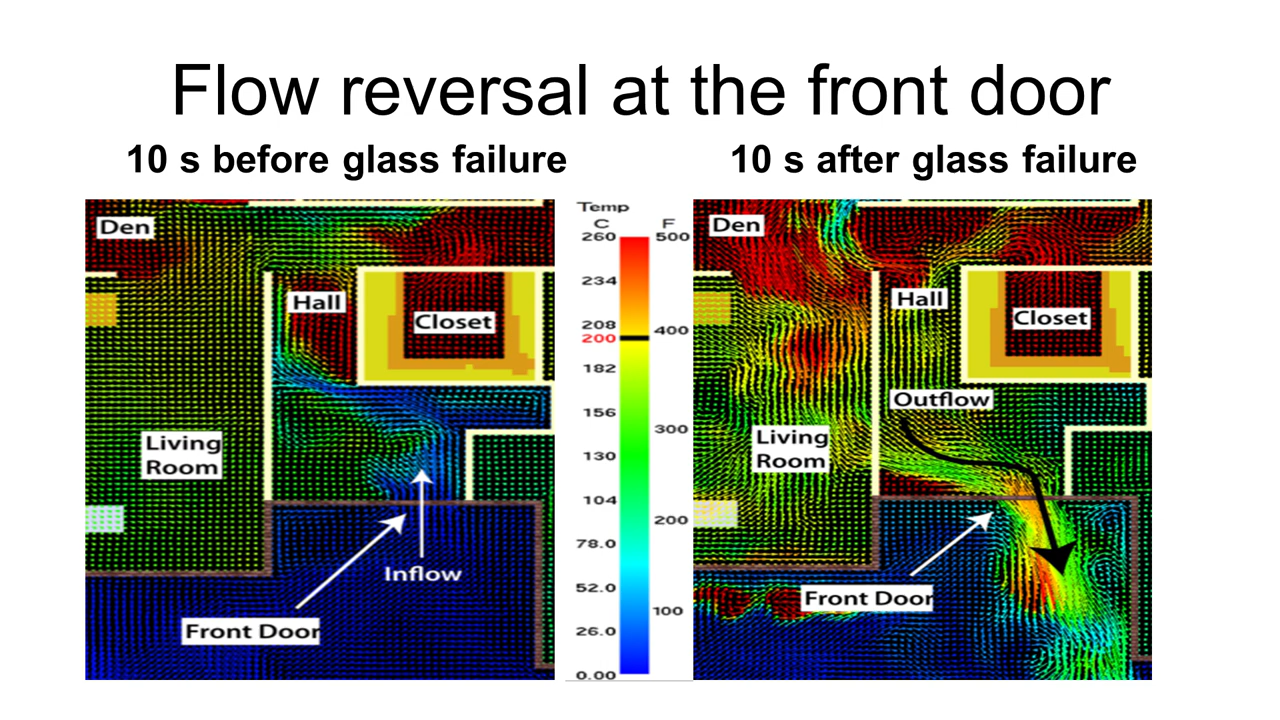 Flow reversal at the front door
10 s before glass failure
10 s after glass failure
Den
Hall
Closet
Living
Room
Inflow
Front Door
Temp
C F
260 500
234
208
400
200
182
156
300
130
104
200
78.0
52.0
100
26.0
0.00
Den
Hall
Closet
Outflow
Living
Room
Front Door